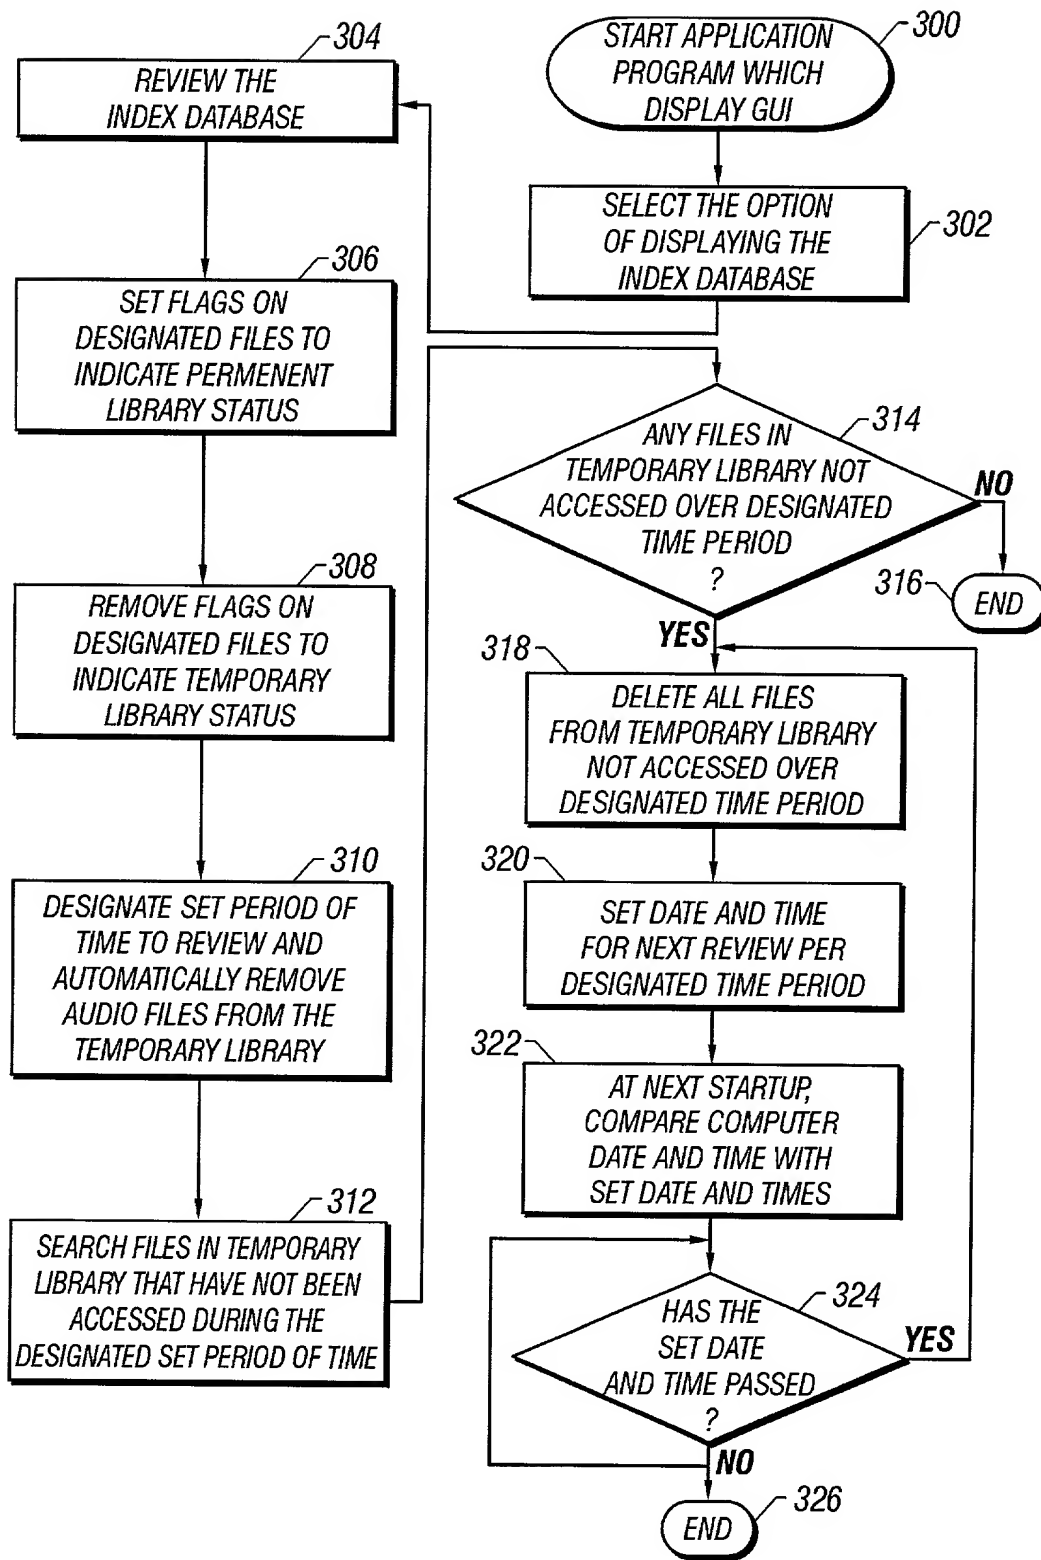 300
START APPLICATION
PROGRAM WHICH
DISPLAY GUI
302
SELECT THE OPTION
OF DISPLAYING THE
INDEX DATABASE
304
REVIEW THE
INDEX DATABASE
306
SET FLAGS ON
DESIGNATED FILES TO
INDICATE PERMENENT
LIBRARY STATUS
308
REMOVE FLAGS ON
DESIGNATED FILES TO
INDICATE TEMPORARY
LIBRARY STATUS
310
DESIGNATE SET PERIOD OF
TIME TO REVIEW AND
AUTOMATICALLY REMOVE
AUDIO FILES FROM THE
TEMPORARY LIBRARY
312
SEARCH FILES IN TEMPORARY
LIBRARY THAT HAVE NOT BEEN
ACCESSED DURING THE
DESIGNATED SET PERIOD OF TIME
314
ANY FILES IN
TEMPORARY LIBRARY NOT
ACCESSED OVER DESIGNATED
TIME PERIOD
?
NO
316
END
YES
318
DELETE ALL FILES
FROM TEMPORARY LIBRARY
NOT ACCESSED OVER
DESIGNATED TIME PERIOD
320
SET DATE AND TIME
FOR NEXT REVIEW PER
DESIGNATED TIME PERIOD
322
AT NEXT STARTUP,
COMPARE COMPUTER
DATE AND TIME WITH
SET DATE AND TIMES
324
HAS THE
SET DATE
AND TIME PASSED
?
YES
NO
326
END